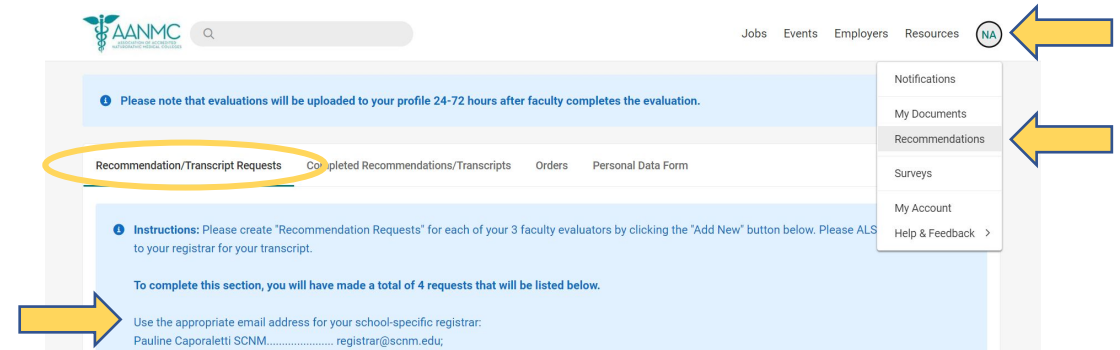 AANMC
ASSOCIATION OF ACCREDITED
NATUROPATHIC MEDICAL COLLEGES
Jobs Events Employers Resources NA
Notifications
My Documents
Recommendations
Surveys
My Account
Help & Feedback >
Please note that evaluations will be uploaded to your profile 24-72 hours after faculty completes the evaluation.
Recommendation/Transcript Requests Completed Recommendations/Transcripts Orders Personal Data Form
Instructions: Please create "Recommendation Requests" for each of your 3 faculty evaluators by clicking the "Add New" button below. Please ALS
to your registrar for your transcript.
To complete this section, you will have made a total of 4 requests that will be listed below.
Use the appropriate email address for your school-specific registrar:
Pauline Caporaletti SCNM...................... registrar@scnm.edu;